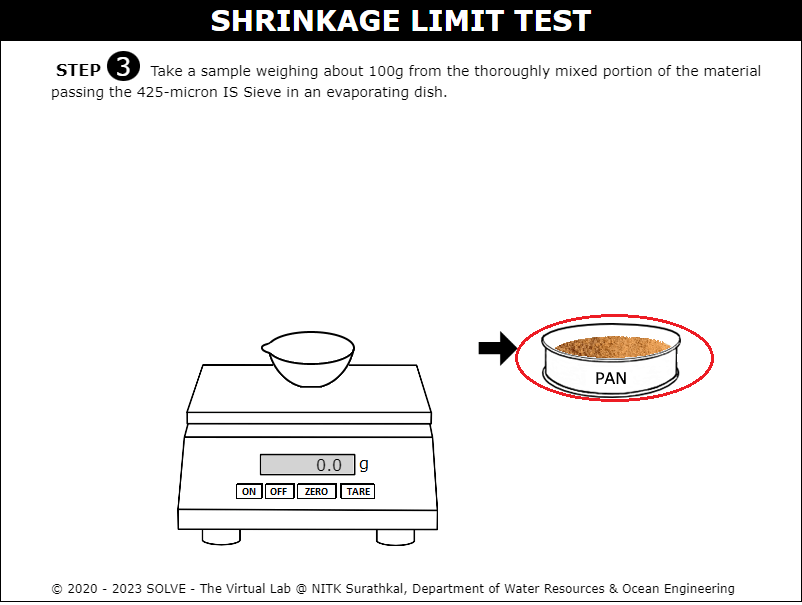 SHRINKAGE LIMIT TEST
STEP 3 Take a sample weighing about 100g from the thoroughly mixed portion of the material
passing the 425-micron IS Sieve in an evaporating dish.
PAN
0.0 g
ON OFF ZERO TARE
© 2020 - 2023 SOLVE - The Virtual Lab @ NITK Surathkal, Department of Water Resources & Ocean Engineering